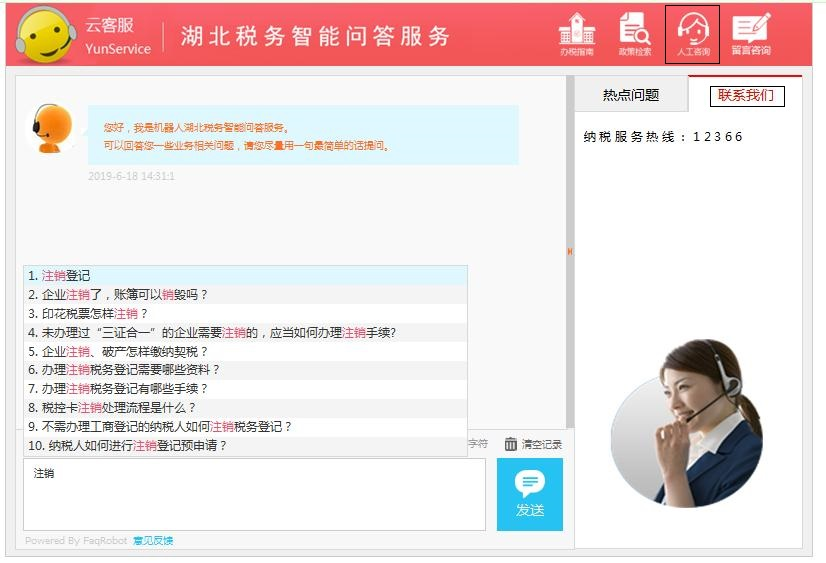 云客服
YunService
湖北税务智能问答服务
办税指南
政策检索
人工咨询
留言咨询
您好，我是机器人湖北税务智能问答服务。
可以回答您一些业务相关问题，请您尽量用一句最简单的话提问。
2019-6-18 14:31:1
热点问题
联系我们
纳税服务热线：12366
1. 注销登记
2. 企业注销了，账簿可以销毁吗？
3. 印花税票怎样注销？
4. 未办理过“三证合一”的企业需要注销的，应当如何办理注销手续?
5. 企业注销、破产怎样缴纳契税？
6. 办理注销税务登记需要哪些资料？
7. 办理注销税务登记有哪些手续？
8. 税控卡注销处理流程是什么？
9. 不需办理工商登记的纳税人如何注销税务登记？
10. 纳税人如何进行注销登记预申请？
字符
清空记录
注销
发送
Powered By FaqRobot 意见反馈